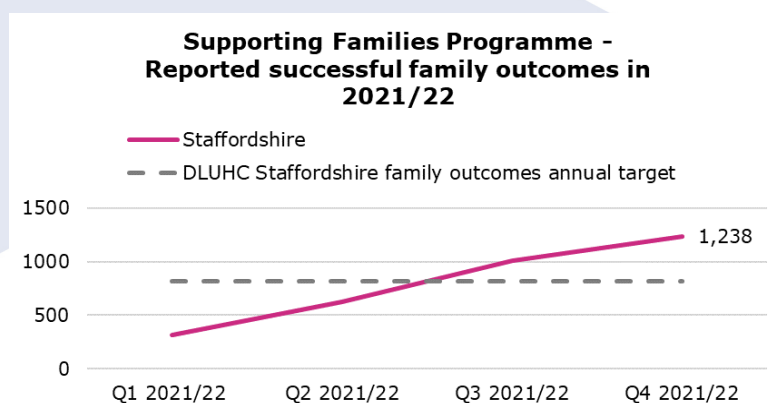 Supporting Families Programme -
Reported successful family outcomes in
2021/22
Staffordshire
DLUHC Staffordshire family outcomes annual target
1500
1,238
1000
500
0
Q1 2021/22 Q2 2021/22 Q3 2021/22 Q4 2021/22